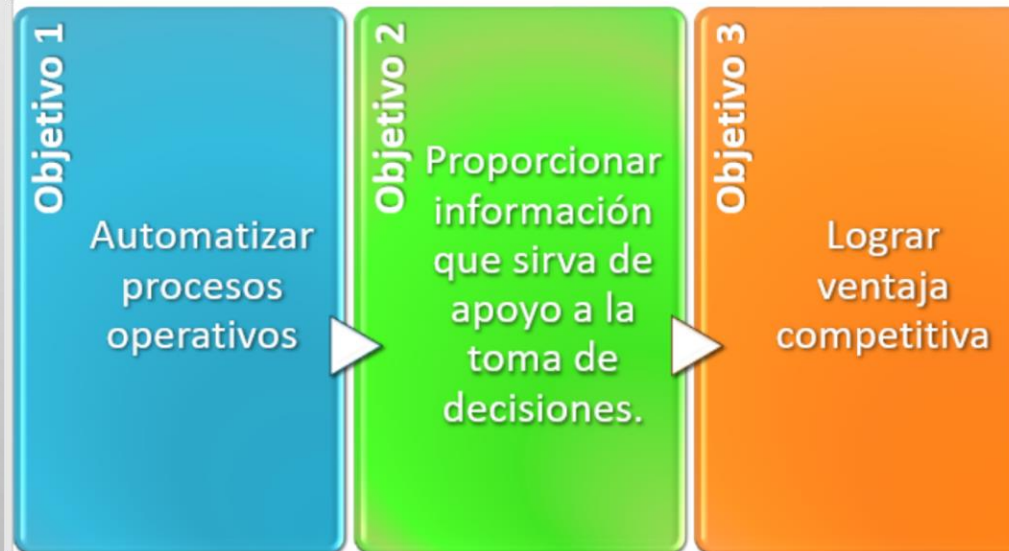 Objetivo 1
Automatizar
procesos
operativos
Objetivo 2
Proporcionar
información
que sirva de
apoyo a la
toma de
decisiones.
Objetivo 3
Lograr
ventaja
competitiva